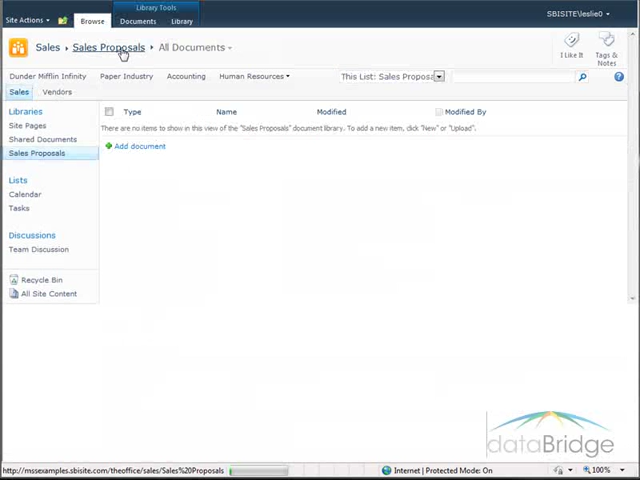 Library Tools
Site Actions Browse Documents Library SBISITE\leslie0
Sales Sales Proposals All Documents
I Like It Tags & Notes
Dunder Mifflin Infinity Paper Industry Accounting Human Resources This List: Sales Proposa
Sales Vendors
Libraries
Site Pages
Shared Documents
Sales Proposals
Lists
Calendar
Tasks
Discussions
Team Discussion
Recycle Bin
All Site Content
Type Name Modified Modified By
There are no items to show in this view of the "Sales Proposals" document library. To add a new item, click "New" or "Upload".
Add document
dataBridge
http://mssexamples.sbisite.com/theoffice/sales/Sales%20Proposals Internet | Protected Mode: On 100%